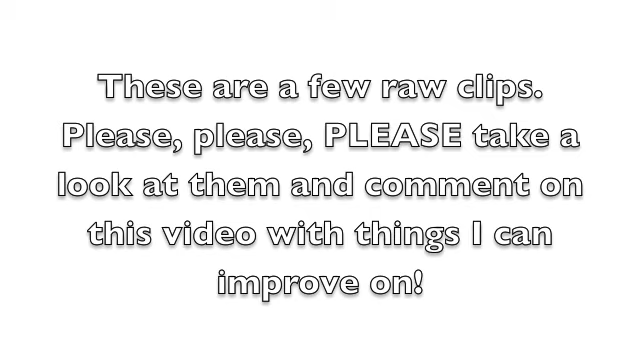 These are a few raw clips.
Please, please, PLEASE take a
look at them and comment on
this video with things I can
improve on!